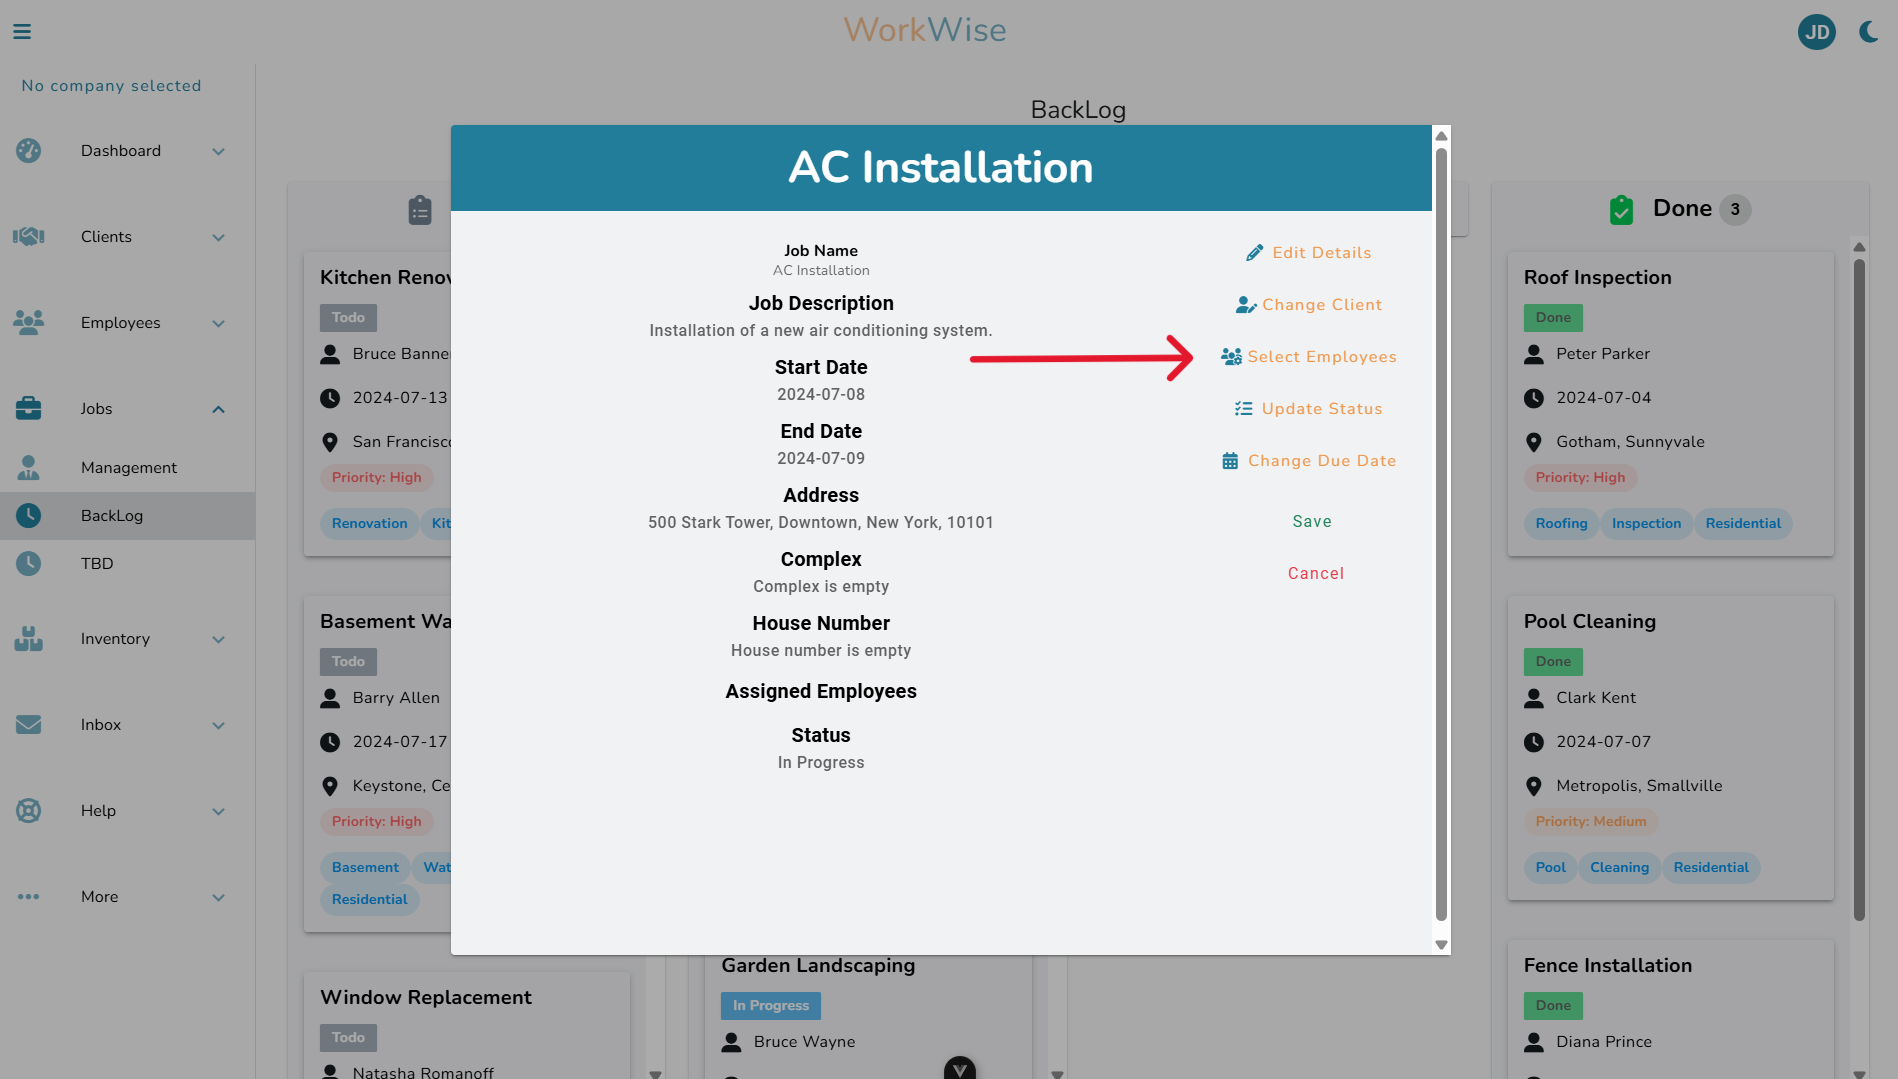 WorkWise
JD
No company selected
BackLog
Dashboard
Clients
Employees
Jobs
Management
BackLog
TBD
Inventory
Inbox
Help
More
Kitchen Renov
Todo
Bruce Banner
2024-07-13
San Francisco
Priority: High
Renovation
Kit
Basement Wa
Todo
Barry Allen
2024-07-17
Keystone, Ce
Priority: High
Basement
Wat
Residential
Window Replacement
Todo
Natasha Romanoff
AC Installation
Job Name
AC Installation
Job Description
Installation of a new air conditioning system.
Start Date
2024-07-08
End Date
2024-07-09
Address
500 Stark Tower, Downtown, New York, 10101
Complex
Complex is empty
House Number
House number is empty
Assigned Employees
Status
In Progress
Edit Details
Change Client
Select Employees
Update Status
Change Due Date
Save
Cancel
Garden Landscaping
In Progress
Bruce Wayne
Done 3
Roof Inspection
Done
Peter Parker
2024-07-04
Gotham, Sunnyvale
Priority: High
Roofing Inspection Residential
Pool Cleaning
Done
Clark Kent
2024-07-07
Metropolis, Smallville
Priority: Medium
Pool Cleaning Residential
Fence Installation
Done
Diana Prince